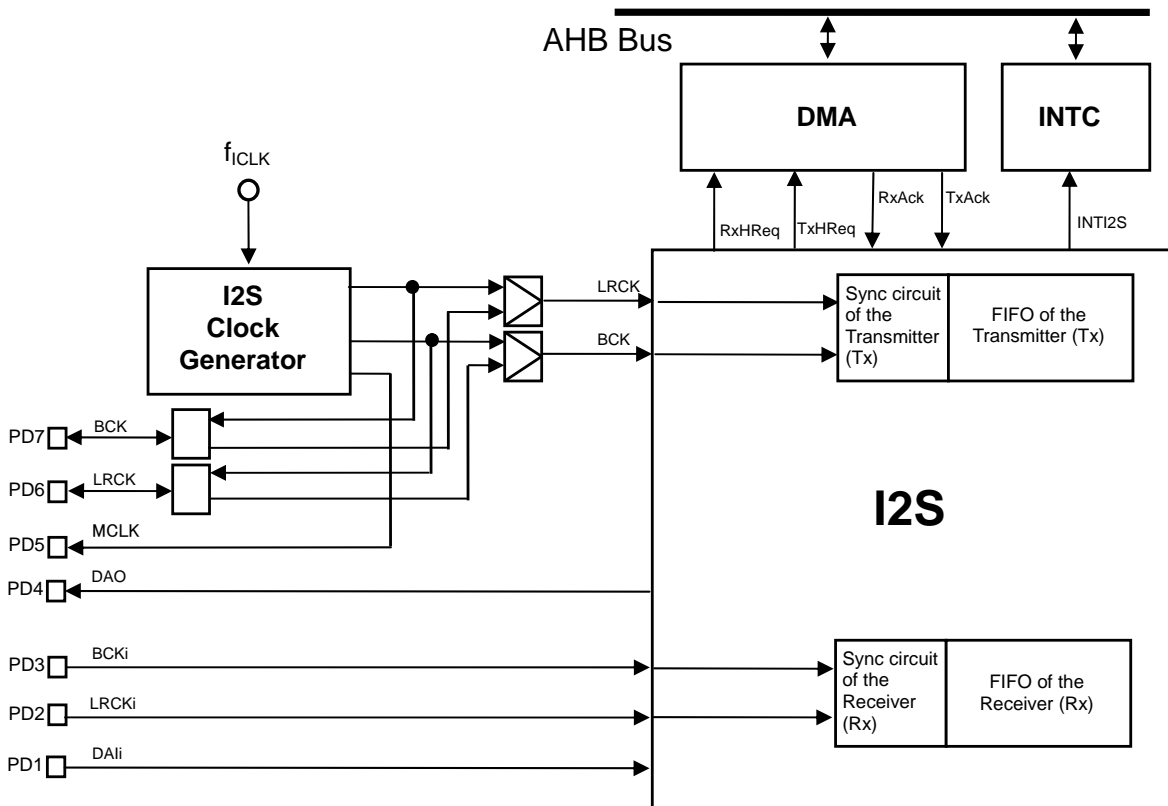 AHB Bus
DMA
INTC
fICLK
RxHReq
TxHReq
RxAck
TxAck
INTI2S
I2S
Clock
Generator
LRCK
BCK
Sync circuit
of the
Transmitter
(Tx)
FIFO of the
Transmitter (Tx)
PD7
BCK
PD6
LRCK
I2S
PD5
MCLK
PD4
DAO
PD3
BCKi
Sync circuit
of the
Receiver
(Rx)
FIFO of the
Receiver (Rx)
PD2
LRCKi
PD1
DAIi